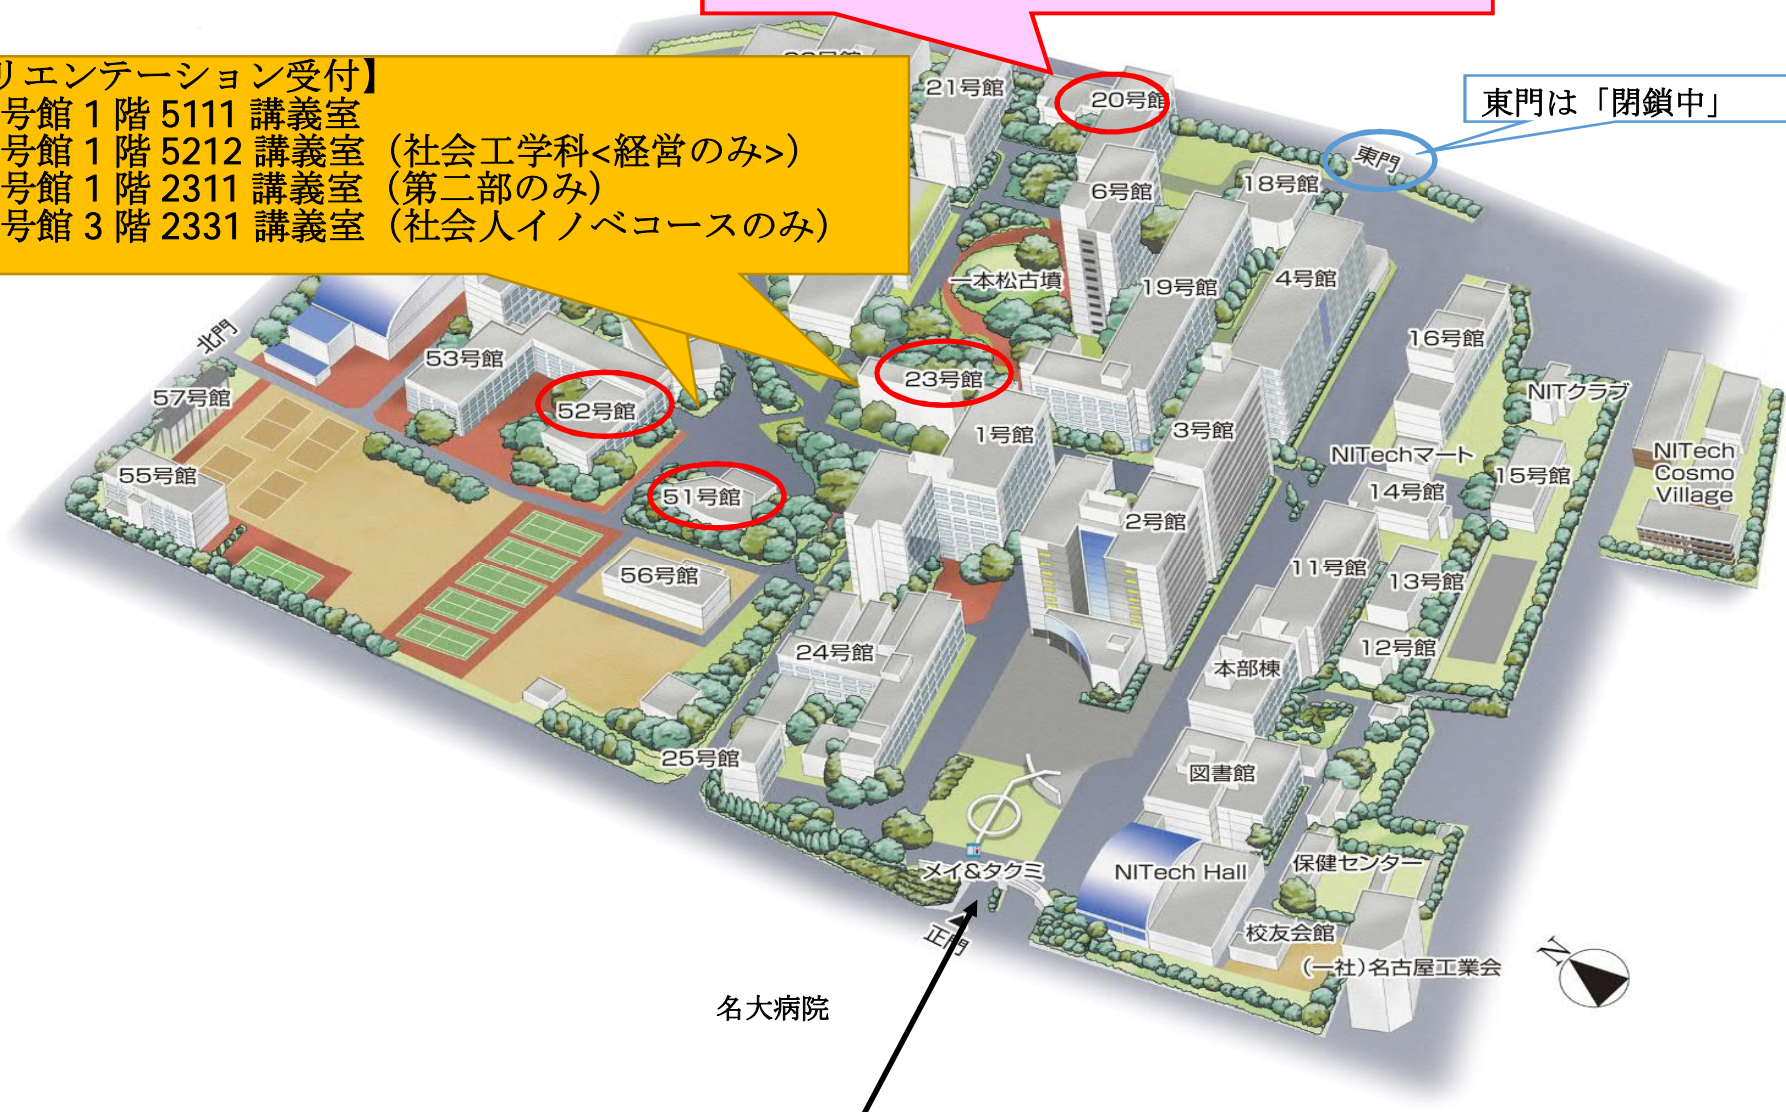 リエンテーション受付】
号館 1 階 5111 講義室
号館 1 階 5212 講義室（社会工学科<経営のみ>）
号館 1 階 2311 講義室（第二部のみ）
号館 3 階 2331 講義室（社会人イノベコースのみ）
21号館
20号館
東門は「閉鎖中」
東門
6号館
18号館
一本松古墳
19号館
4号館
北門
53号館
16号館
57号館
52号館
23号館
NITクラブ
1号館
3号館
NITechマート
NITech
Cosmo
Village
55号館
51号館
14号館
15号館
2号館
56号館
11号館
13号館
24号館
12号館
本部棟
25号館
図書館
メイ&タクミ
NITech Hall
保健センター
正門
校友会館
(一社)名古屋工業会
N
名大病院